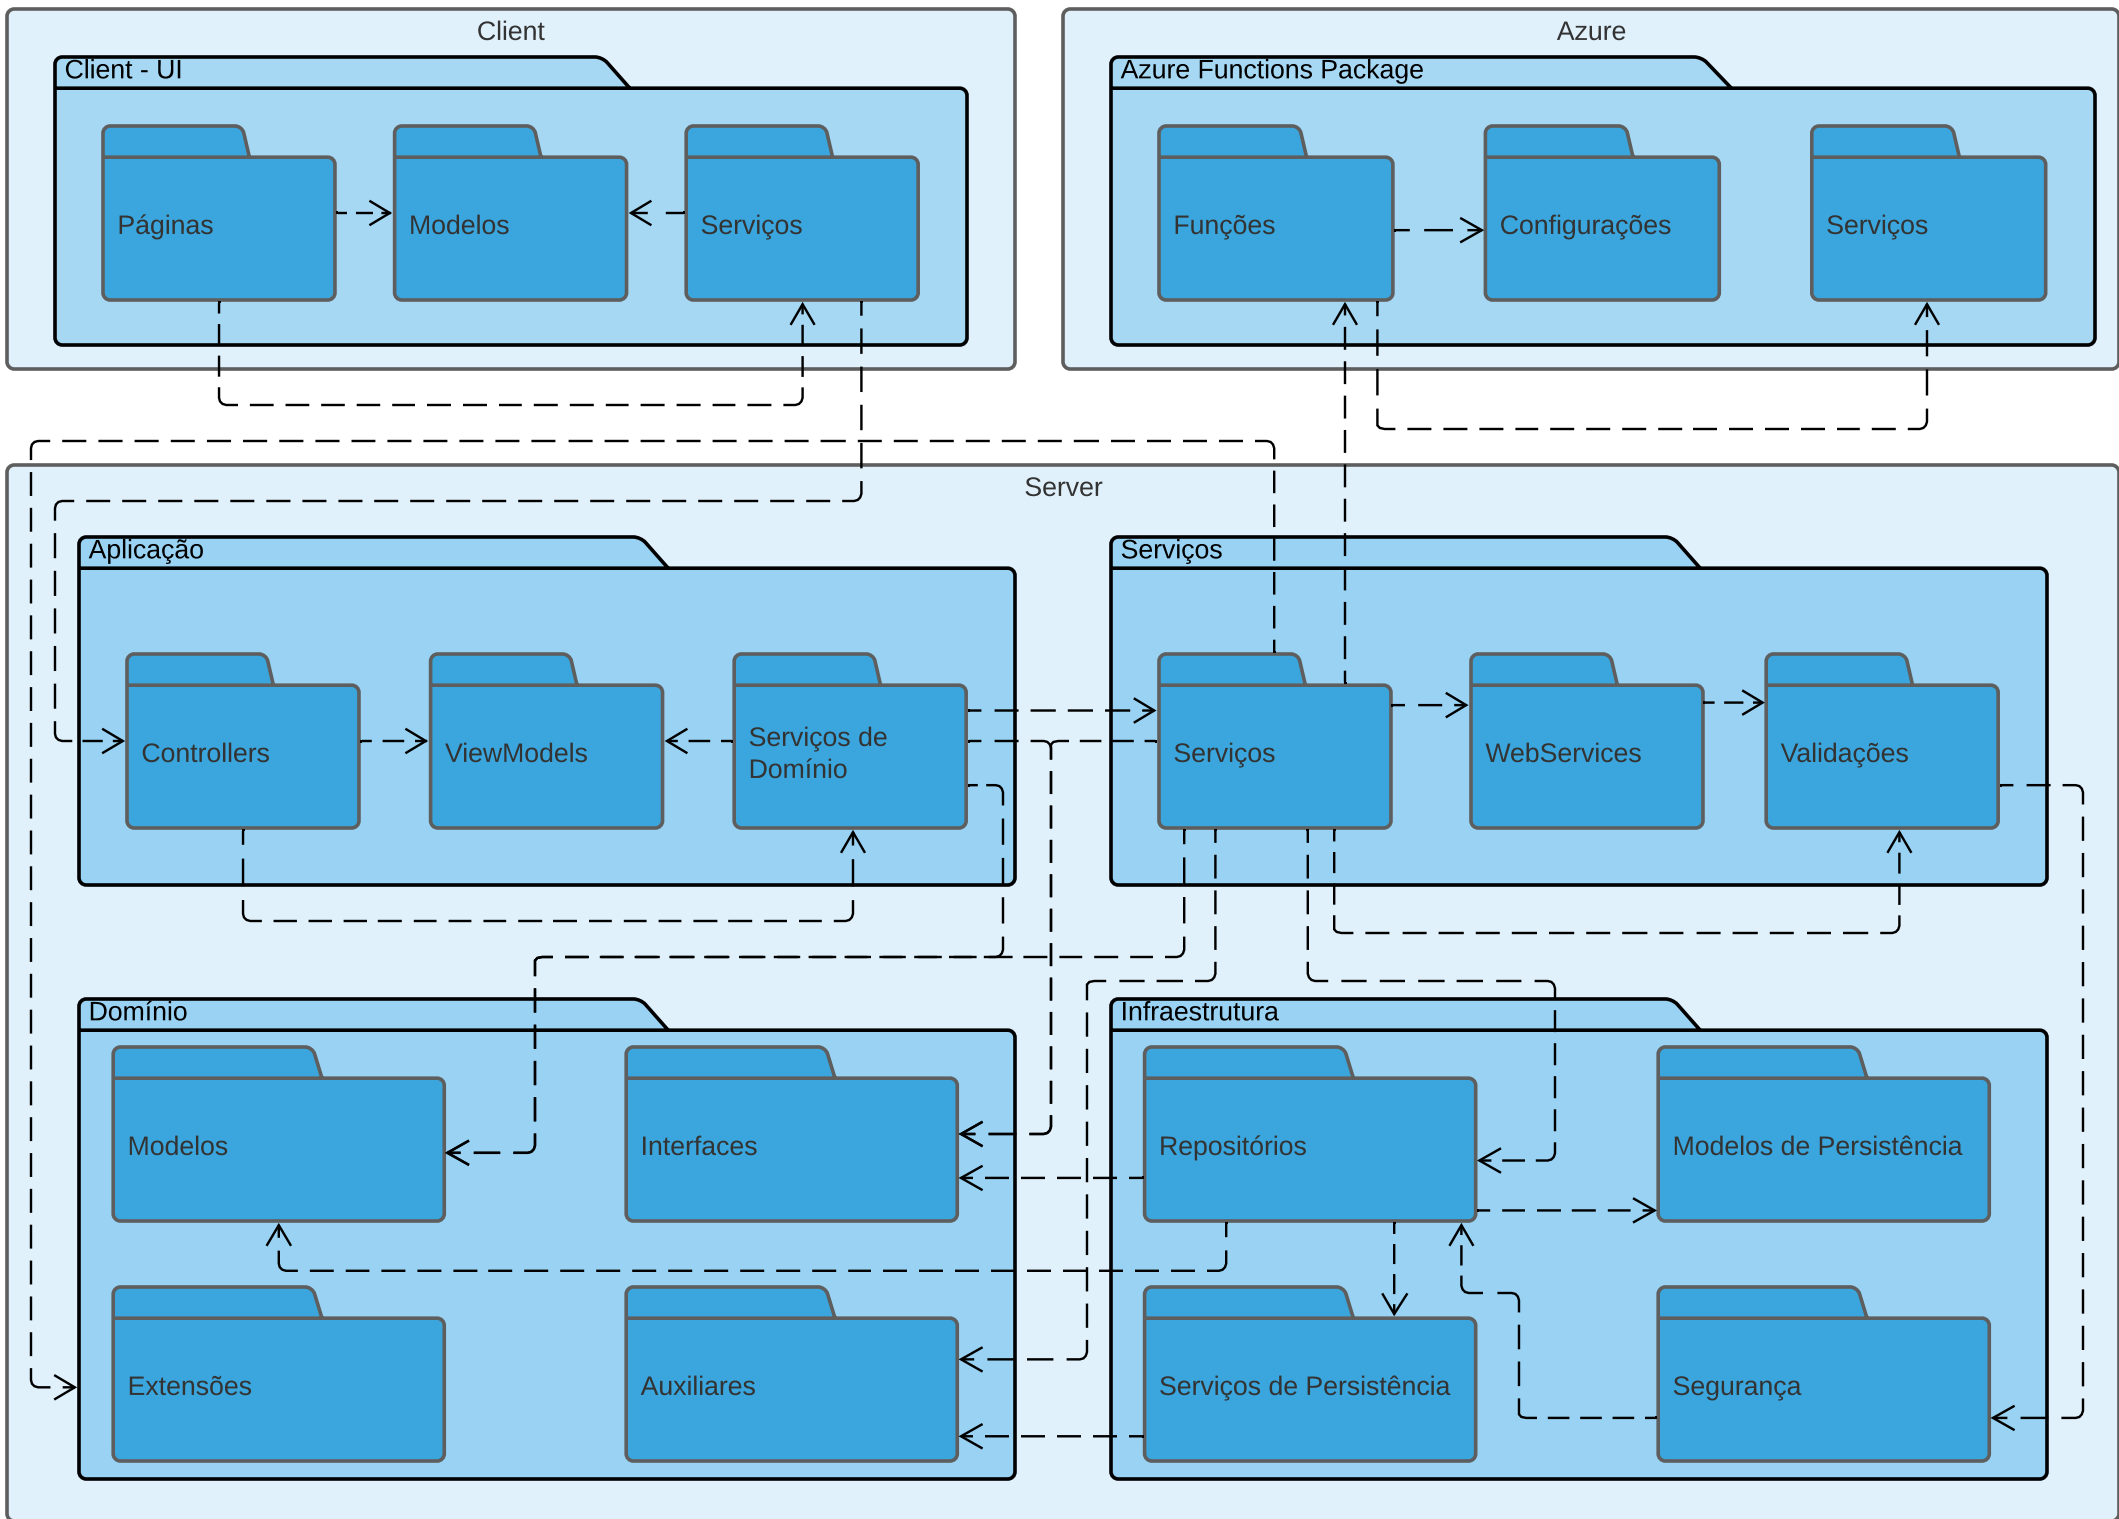 Client
Client - UI
Páginas
Modelos
Serviços
Azure
Azure Functions Package
Funções
Configurações
Serviços
Server
Aplicação
Controllers
ViewModels
Serviços de
Domínio
Serviços
Serviços
WebServices
Validações
Domínio
Modelos
Interfaces
Extensões
Auxiliares
Infraestrutura
Repositórios
Modelos de Persistência
Serviços de Persistência
Segurança